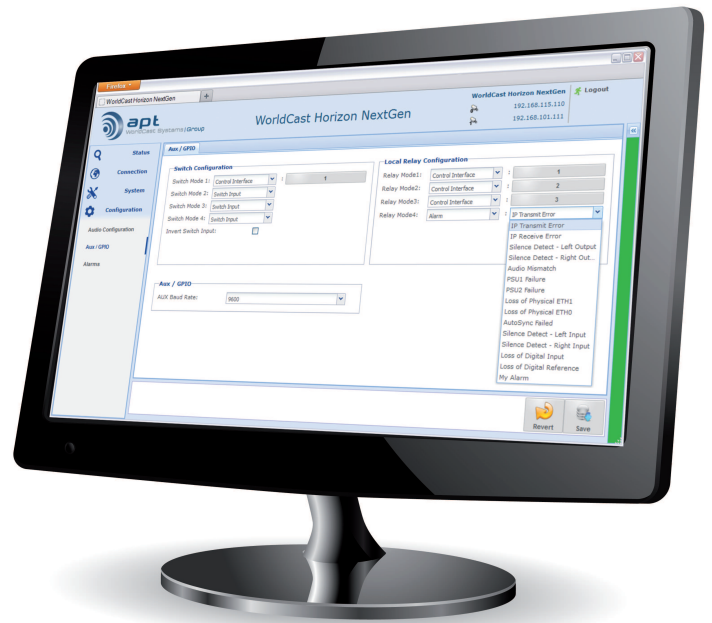 Firefox
WorldCast Horizon NextGen
+
apt
WorldCast Systems | Group
WorldCast Horizon NextGen
WorldCast Horizon NextGen
192.168.115.110
192.168.101.111
Logout
Status
Connection
System
Configuration
Audio Configuration
Aux / GPIO
Alarms
Aux / GPIO
Switch Configuration
Switch Mode 1: Control Interface : 1
Switch Mode 2: Switch Input
Switch Mode 3: Switch Input
Switch Mode 4: Switch Input
Invert Switch Input:
Local Relay Configuration
Relay Mode1: Control Interface : 1
Relay Mode2: Control Interface : 2
Relay Mode3: Control Interface : 3
Relay Mode4: Alarm : IP Transmit Error
IP Transmit Error
IP Receive Error
Silence Detect - Left Output
Silence Detect - Right Out...
Audio Mismatch
PSU1 Failure
PSU2 Failure
Loss of Physical ETH1
Loss of Physical ETH0
AutoSync Failed
Silence Detect - Left Input
Silence Detect - Right Input
Loss of Digital Input
Loss of Digital Reference
My Alarm
Aux / GPIO
AUX Baud Rate: 9600
Revert
Save